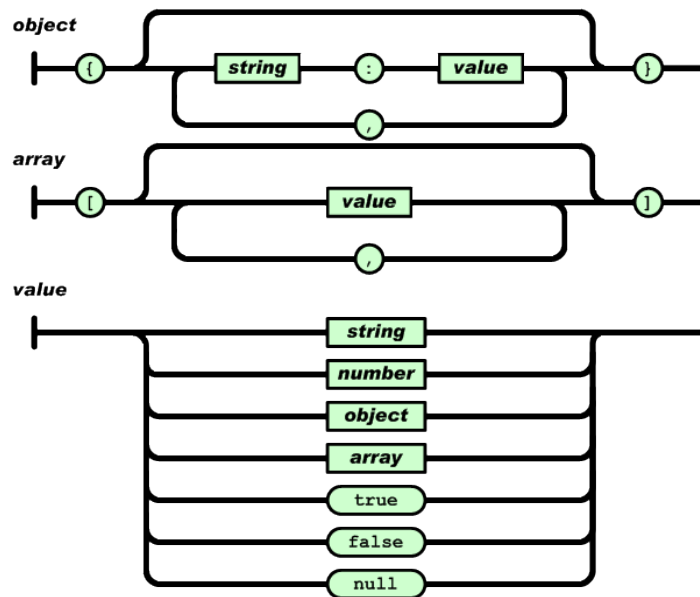 object
{ string : value }
,
array
[ value ]
,
value
string
number
object
array
true
false
null